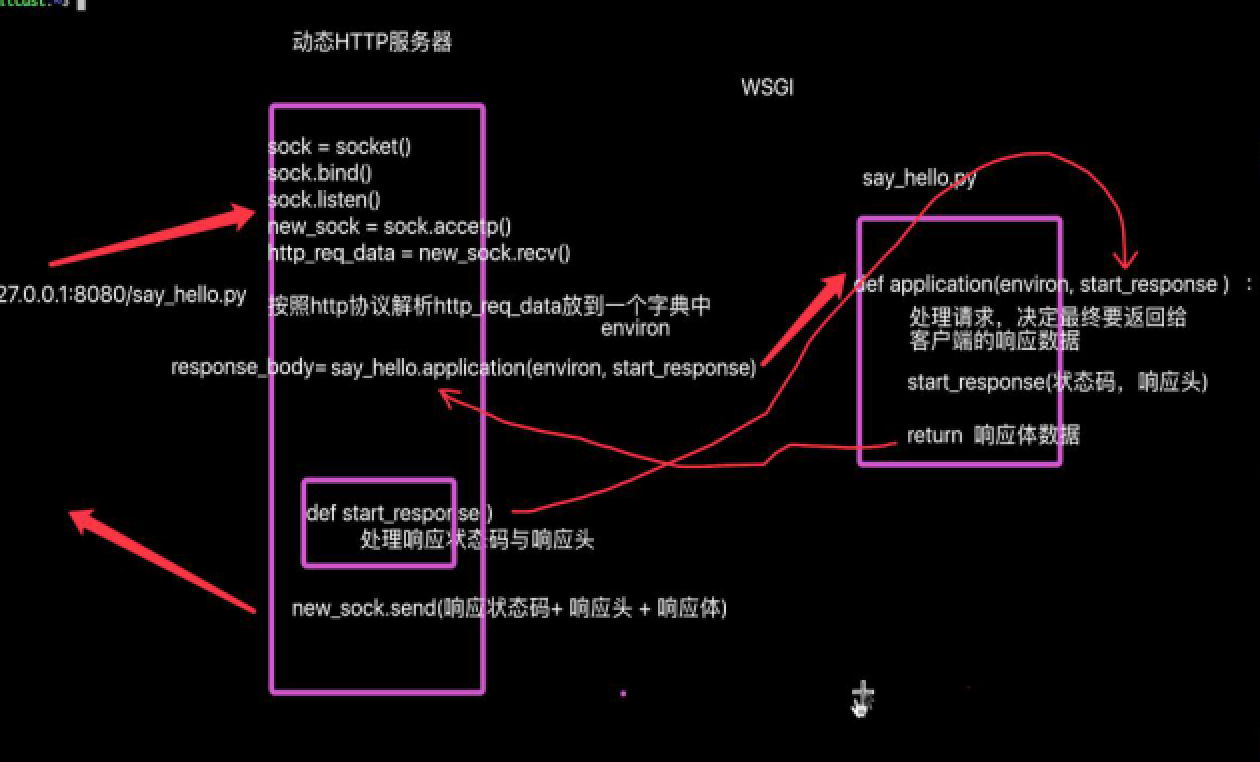 动态HTTP服务器
WSGI
sock = socket()
sock.bind()
sock.listen()
new_sock = sock.accetp()
http_req_data = new_sock.recv()
27.0.0.1:8080/say_hello.py
按照http协议解析http_req_data放到一个字典中
environ
response_body= say_hello.application(environ, start_response)
def start_response()
处理响应状态码与响应头
new_sock.send(响应状态码+ 响应头 + 响应体)
say_hello.py
def application(environ, start_response ) :
处理请求，决定最终要返回给
客户端的响应数据
start_response(状态码，响应头)
return 响应体数据